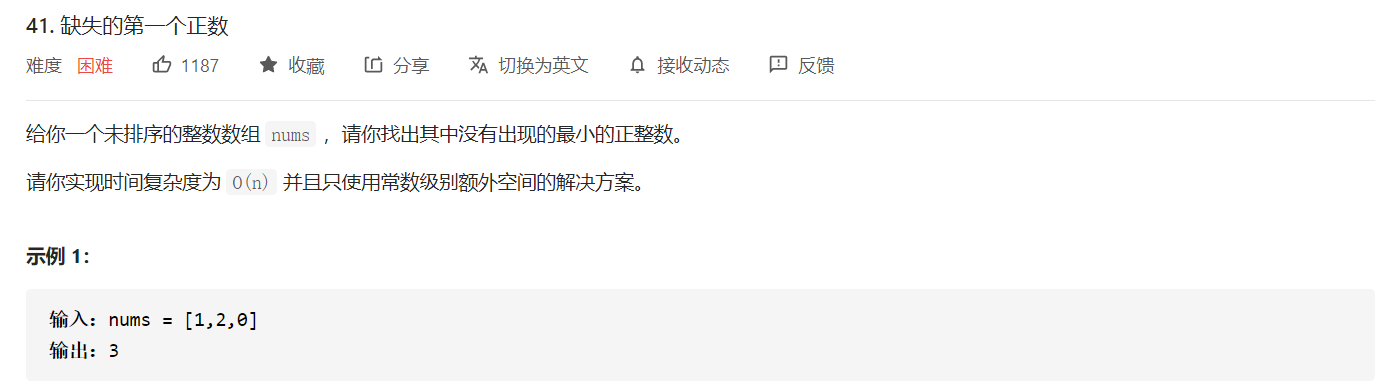 41. 缺失的第一个正数
难度 困难 1187 收藏 分享 切换为英文 接收动态 反馈
给你一个未排序的整数数组 nums ，请你找出其中没有出现的最小的正整数。
请你实现时间复杂度为 O(n) 并且只使用常数级别额外空间的解决方案。
示例 1：
输入：nums = [1,2,0]
输出：3